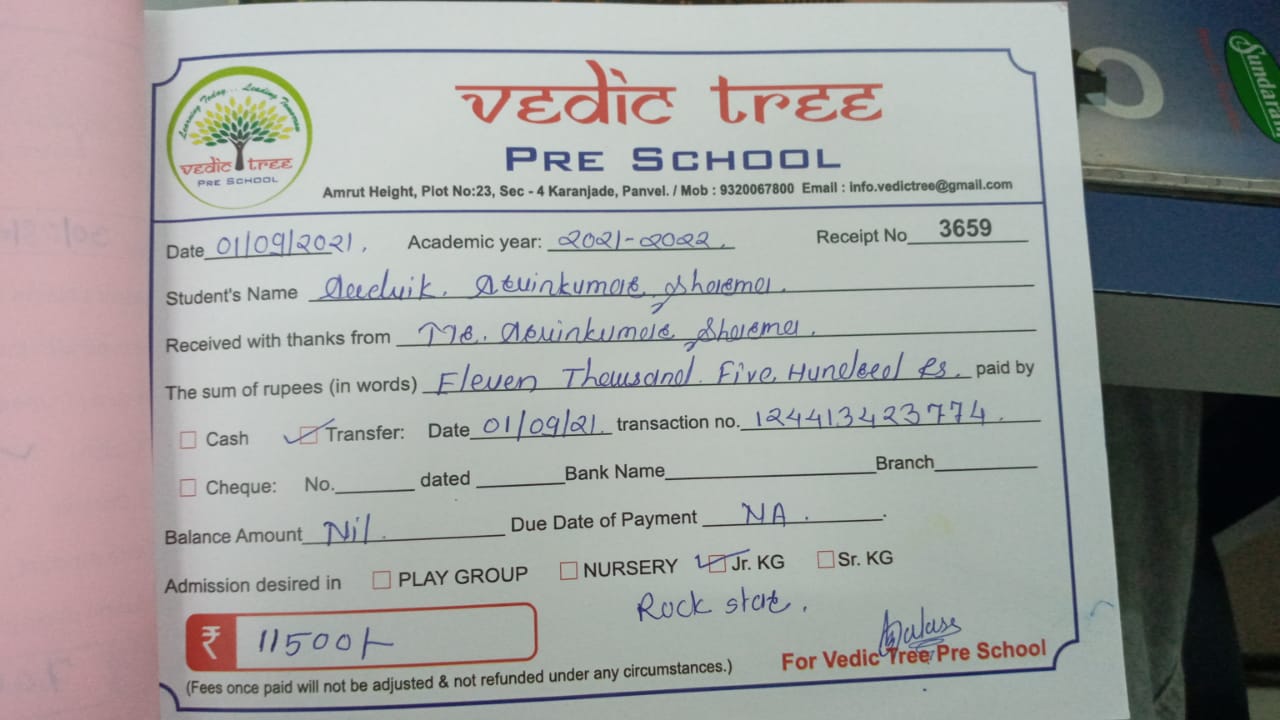 Learning Today... Leading Tomorrow
vedic tree
PRE SCHOOL
vedic tree
PRE SCHOOL
Amrut Height, Plot No:23, Sec - 4 Karanjade, Panvel. / Mob : 9320067800 Email : info.vedictree@gmail.com
Date 01/09/2021. Academic year: 2021-2022. Receipt No 3659
Student's Name Sharma.
Received with thanks from Mr. Sharma.
The sum of rupees (in words) Eleven Thousand Five Hundred Rs. paid by
Cash Transfer: Date 01/09/21 transaction no. 124413423774.
Cheque: No. dated Bank Name Branch
Balance Amount Nil. Due Date of Payment NA.
Admission desired in PLAY GROUP NURSERY Jr. KG Sr. KG
Rock star.
₹ 11500/-
For Vedic Tree Pre School
(Fees once paid will not be adjusted & not refunded under any circumstances.)
Sundaram